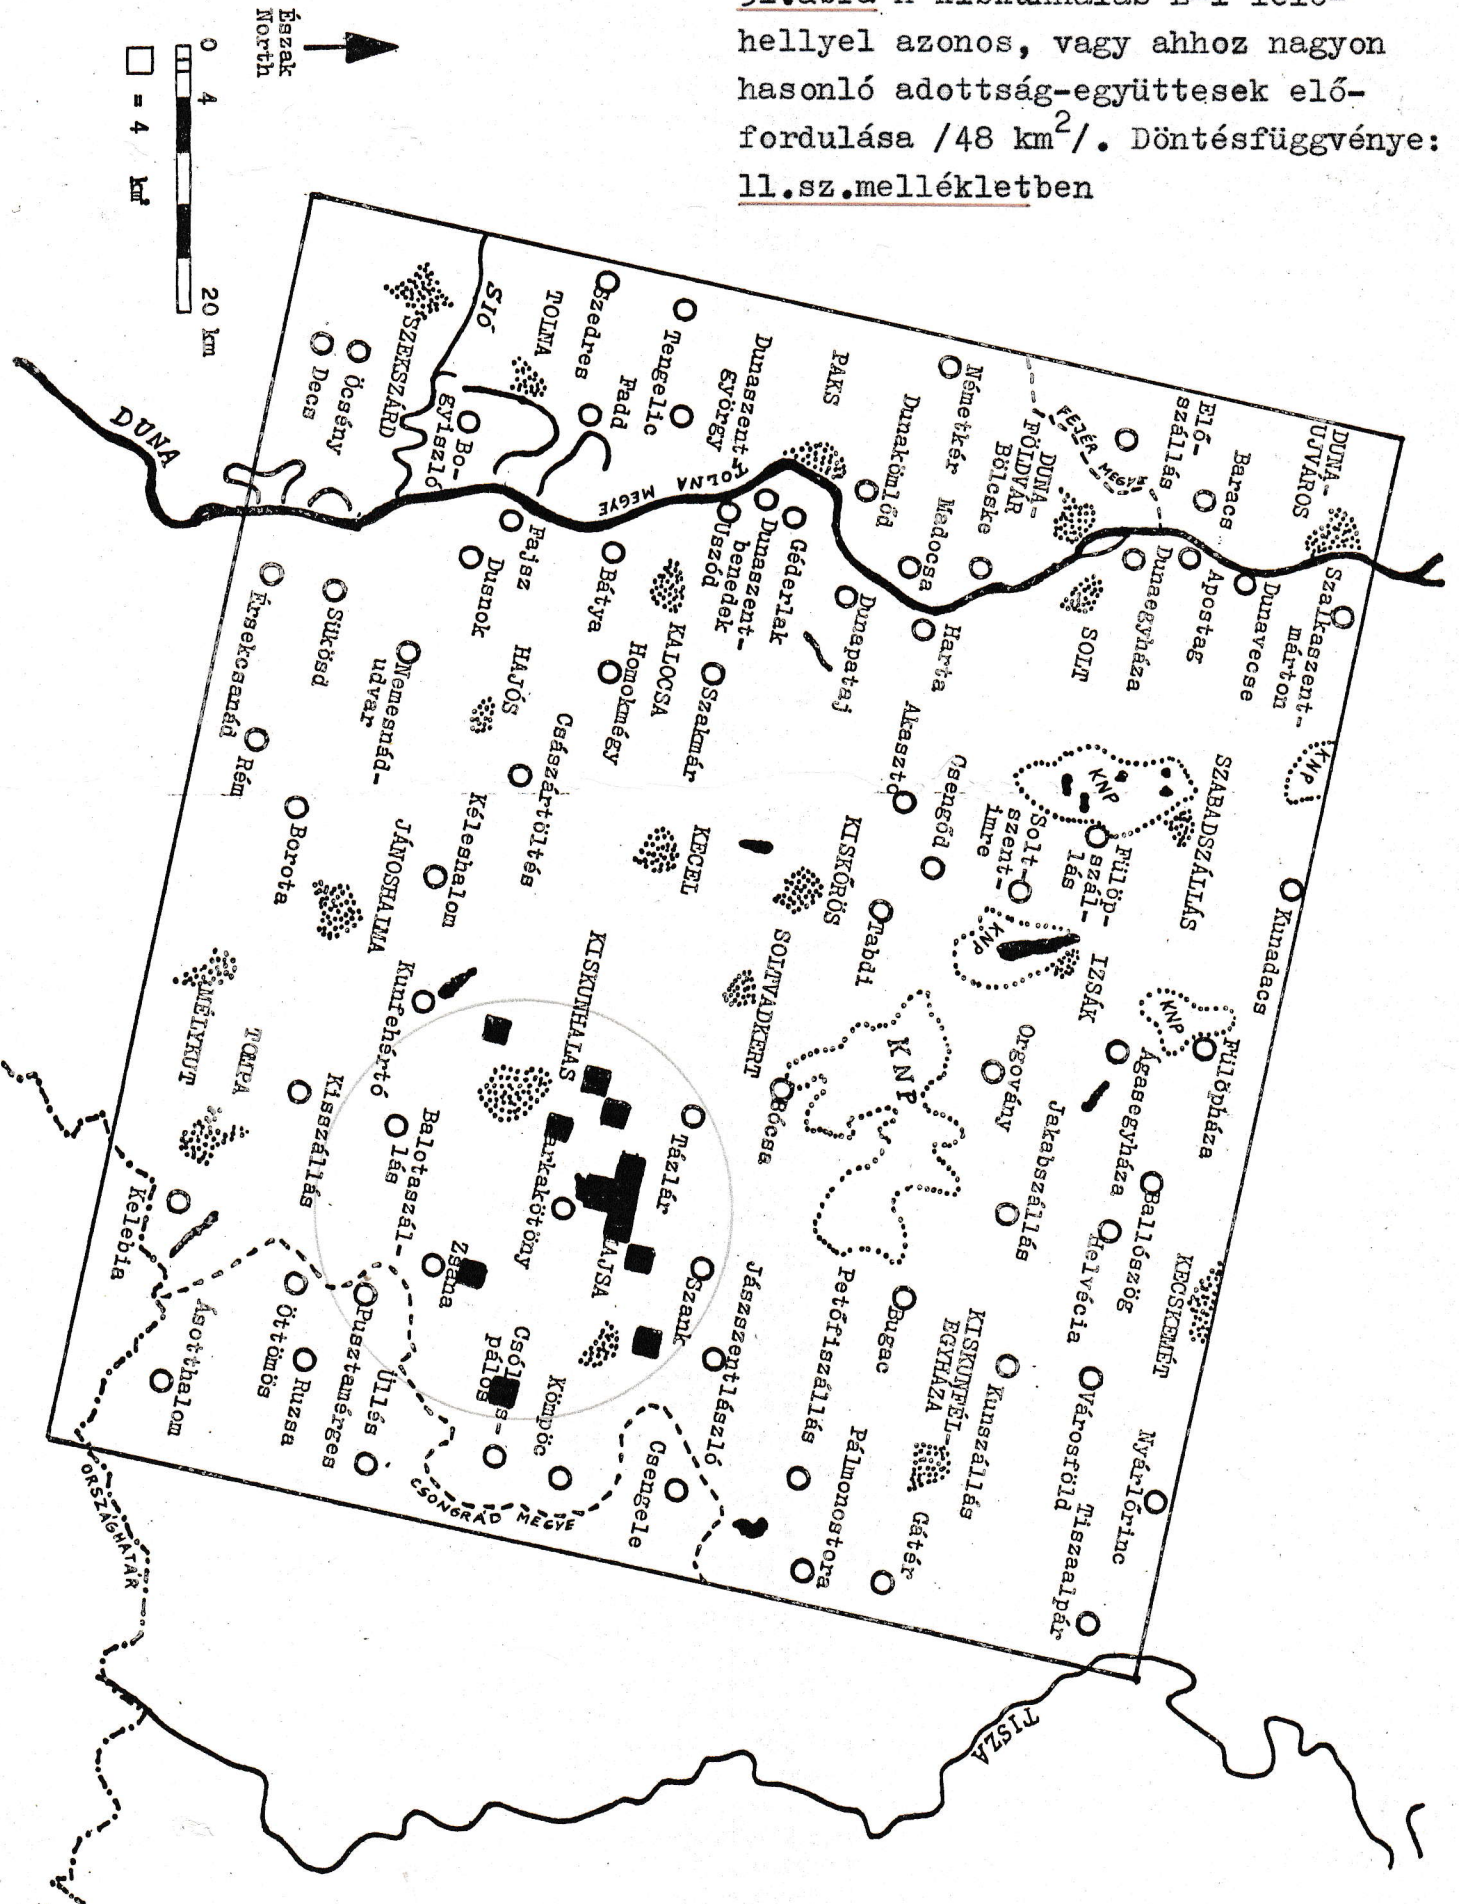 hellyel azonos, vagy ahhoz nagyon
hasonló adottság-együttesek elő-
fordulása /48 km²/. Döntésfüggvénye:
11.sz.mellékletben
Észak
North
0 4 20 km
= 4 km²
DUNA
SIÓ
SZEKSZÁRD
Decs
Őcsény
Bo-
gyiszló
TOLNA
Szedres
Fadd
Tengelic
Dunaszent-
györgy
PAKS
TOLNA MEGYE
Németkér
Dunakömlőd
Madocsa
Bölcske
DUNA-
FÖLDVÁR
FEJÉR MEGYE
Elő-
szállás
Baracs
DUNA-
UJVÁROS
Szalkaszent-
márton
Dunavecse
Apostag
Dunaegyháza
SOLT
Harta
Dunapataj
Géderlak
Dunaszent-
benedek
Uszód
KALOCSA
Bátya
Fajsz
Dusnok
Homokmégy
Szakmár
HAJÓS
Császártöltés
Nemesnád-
udvar
Sükösd
Érsekcsanád
Rém
Borota
JÁNOSHALMA
Kéleshalom
KECEL
KISKŐRÖS
Akasztó
Csengőd
Solt-
szent-
imre
Fülöp-
szál-
lás
SZABADSZÁLLÁS
KNP
KNP
KNP
KNP
KNP
Kunadacs
IZSÁK
Tabdi
SOLTVADKERT
KISKUNHALAS
Kunfehértó
MÉLYKUT
TOMPA
Kisszállás
Balotaszál-
lás
Kelebia
Bócsa
Tázlár
Orgovány
Jakabszállás
Ágasegyháza
Fülöpháza
Ballószög
Helvécia
KECSKEMÉT
Zsana
Szank
Jászszentlászló
Petőfiszállás
Bugac
KISKUNFÉL-
EGYHÁZA
Kunszállás
Városföld
Nyárlőrinc
Tiszaalpár
Gátér
Pálmonostora
Csengele
Kömpöc
CSONGRÁD MEGYE
Pusztamérges
Üllés
Ruzsa
Öttömös
Ásotthalom
ORSZÁGHATÁR
TISZA